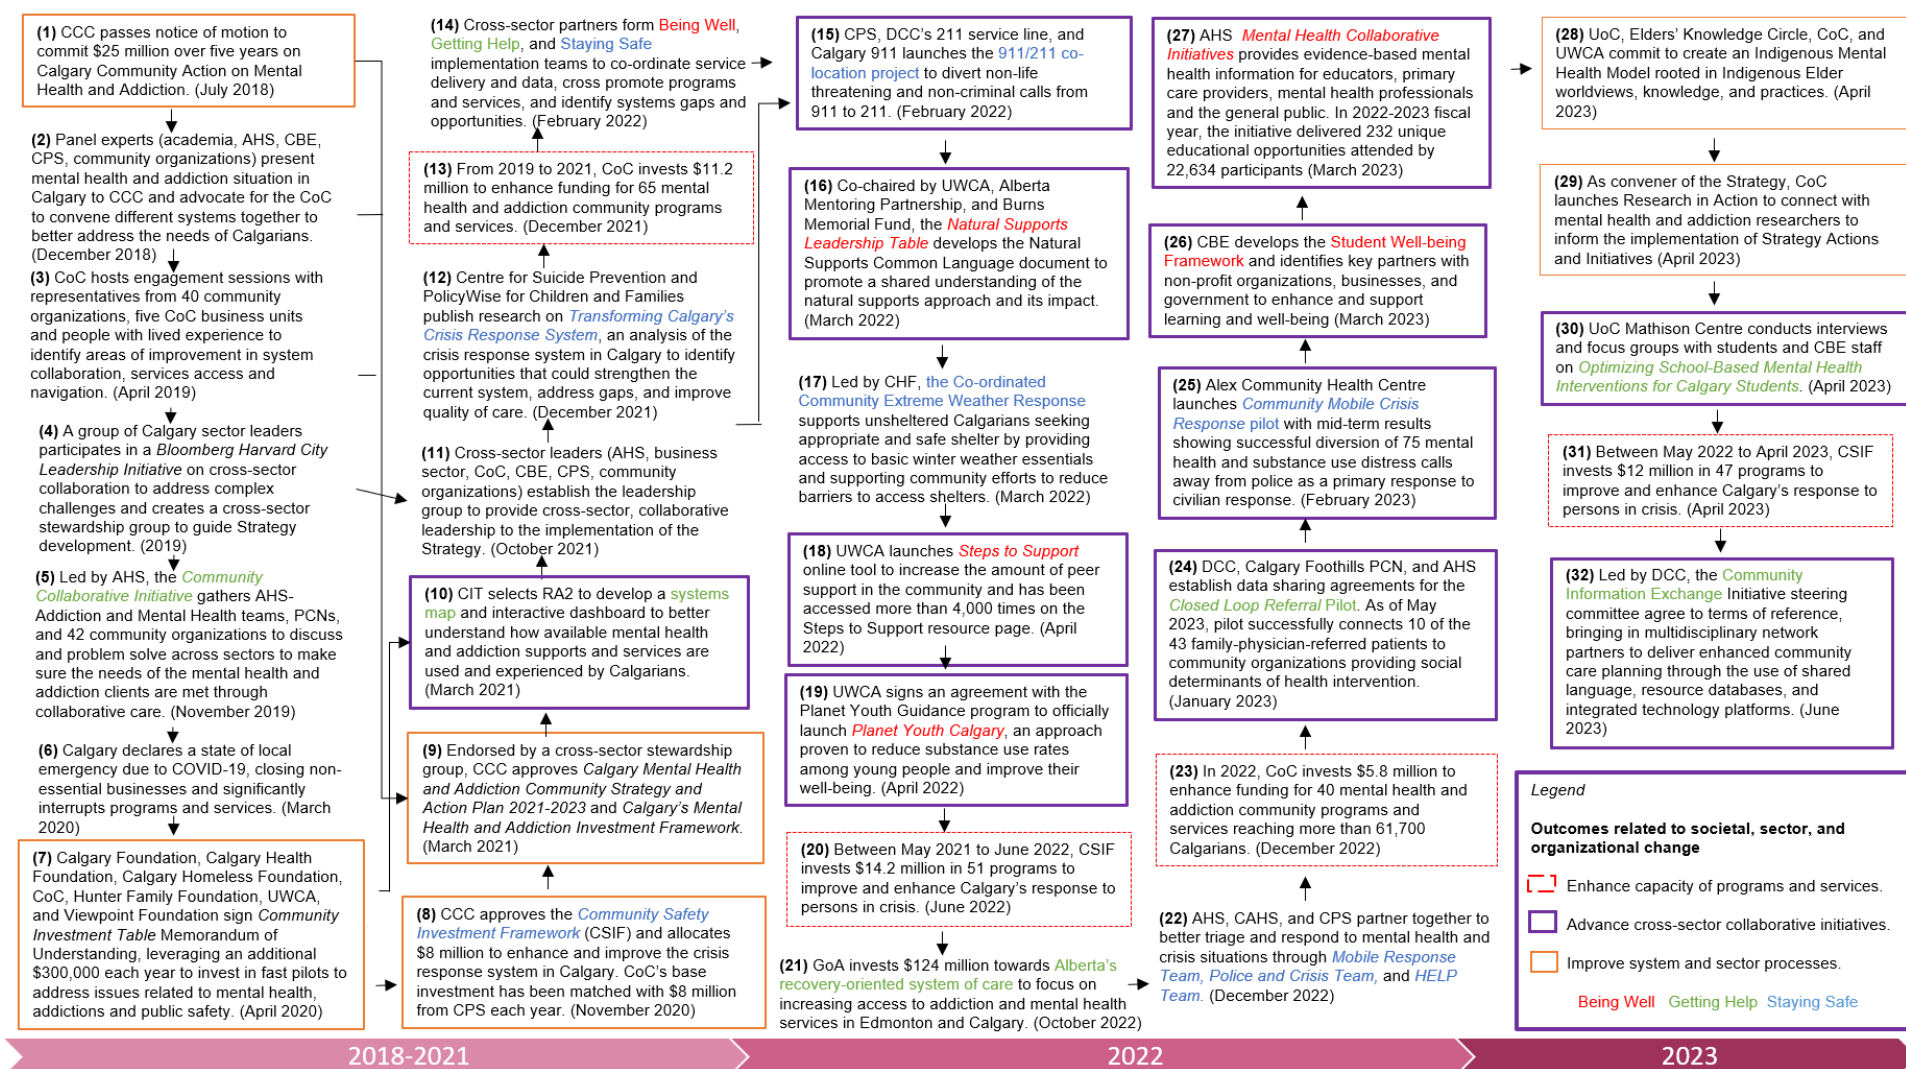 (1) CCC passes notice of motion to
commit $25 million over five years on
Calgary Community Action on Mental
Health and Addiction. (July 2018)
(2) Panel experts (academia, AHS, CBE,
CPS, community organizations) present
mental health and addiction situation in
Calgary to CCC and advocate for the CoC
to convene different systems together to
better address the needs of Calgarians.
(December 2018)
(3) CoC hosts engagement sessions with
representatives from 40 community
organizations, five CoC business units
and people with lived experience to
identify areas of improvement in system
collaboration, services access and
navigation. (April 2019)
(4) A group of Calgary sector leaders
participates in a Bloomberg Harvard City
Leadership Initiative on cross-sector
collaboration to address complex
challenges and creates a cross-sector
stewardship group to guide Strategy
development. (2019)
(5) Led by AHS, the Community
Collaborative Initiative gathers AHS-
Addiction and Mental Health teams, PCNs,
and 42 community organizations to discuss
and problem solve across sectors to make
sure the needs of the mental health and
addiction clients are met through
collaborative care. (November 2019)
(6) Calgary declares a state of local
emergency due to COVID-19, closing non-
essential businesses and significantly
interrupts programs and services. (March
2020)
(7) Calgary Foundation, Calgary Health
Foundation, Calgary Homeless Foundation,
CoC, Hunter Family Foundation, UWCA,
and Viewpoint Foundation sign Community
Investment Table Memorandum of
Understanding, leveraging an additional
$300,000 each year to invest in fast pilots to
address issues related to mental health,
addictions and public safety. (April 2020)
(14) Cross-sector partners form Being Well,
Getting Help, and Staying Safe
implementation teams to co-ordinate service
delivery and data, cross promote programs
and services, and identify systems gaps and
opportunities. (February 2022)
(13) From 2019 to 2021, CoC invests $11.2
million to enhance funding for 65 mental
health and addiction community programs
and services. (December 2021)
(12) Centre for Suicide Prevention and
PolicyWise for Children and Families
publish research on Transforming Calgary's
Crisis Response System, an analysis of the
crisis response system in Calgary to identify
opportunities that could strengthen the
current system, address gaps, and improve
quality of care. (December 2021)
(11) Cross-sector leaders (AHS, business
sector, CoC, CBE, CPS, community
organizations) establish the leadership
group to provide cross-sector, collaborative
leadership to the implementation of the
Strategy. (October 2021)
(10) CIT selects RA2 to develop a systems
map and interactive dashboard to better
understand how available mental health
and addiction supports and services are
used and experienced by Calgarians.
(March 2021)
(9) Endorsed by a cross-sector stewardship
group, CCC approves Calgary Mental Health
and Addiction Community Strategy and
Action Plan 2021-2023 and Calgary's Mental
Health and Addiction Investment Framework.
(March 2021)
(8) CCC approves the Community Safety
Investment Framework (CSIF) and allocates
$8 million to enhance and improve the crisis
response system in Calgary. CoC's base
investment has been matched with $8 million
from CPS each year. (November 2020)
(15) CPS, DCC's 211 service line, and
Calgary 911 launches the 911/211 co-
location project to divert non-life
threatening and non-criminal calls from
911 to 211. (February 2022)
(16) Co-chaired by UWCA, Alberta
Mentoring Partnership, and Burns
Memorial Fund, the Natural Supports
Leadership Table develops the Natural
Supports Common Language document to
promote a shared understanding of the
natural supports approach and its impact.
(March 2022)
(17) Led by CHF, the Co-ordinated
Community Extreme Weather Response
supports unsheltered Calgarians seeking
appropriate and safe shelter by providing
access to basic winter weather essentials
and supporting community efforts to reduce
barriers to access shelters. (March 2022)
(18) UWCA launches Steps to Support
online tool to increase the amount of peer
support in the community and has been
accessed more than 4,000 times on the
Steps to Support resource page. (April
2022)
(19) UWCA signs an agreement with the
Planet Youth Guidance program to officially
launch Planet Youth Calgary, an approach
proven to reduce substance use rates
among young people and improve their
well-being. (April 2022)
(20) Between May 2021 to June 2022, CSIF
invests $14.2 million in 51 programs to
improve and enhance Calgary's response to
persons in crisis. (June 2022)
(21) GoA invests $124 million towards Alberta's
recovery-oriented system of care to focus on
increasing access to addiction and mental health
services in Edmonton and Calgary. (October 2022)
(27) AHS Mental Health Collaborative
Initiatives provides evidence-based mental
health information for educators, primary
care providers, mental health professionals
and the general public. In 2022-2023 fiscal
year, the initiative delivered 232 unique
educational opportunities attended by
22,634 participants (March 2023)
(26) CBE develops the Student Well-being
Framework and identifies key partners with
non-profit organizations, businesses, and
government to enhance and support
learning and well-being (March 2023)
(25) Alex Community Health Centre
launches Community Mobile Crisis
Response pilot with mid-term results
showing successful diversion of 75 mental
health and substance use distress calls
away from police as a primary response to
civilian response. (February 2023)
(24) DCC, Calgary Foothills PCN, and AHS
establish data sharing agreements for the
Closed Loop Referral Pilot. As of May
2023, pilot successfully connects 10 of the
43 family-physician-referred patients to
community organizations providing social
determinants of health intervention.
(January 2023)
(23) In 2022, CoC invests $5.8 million to
enhance funding for 40 mental health and
addiction community programs and
services reaching more than 61,700
Calgarians. (December 2022)
(22) AHS, CAHS, and CPS partner together to
better triage and respond to mental health and
crisis situations through Mobile Response
Team, Police and Crisis Team, and HELP
Team. (December 2022)
(28) UoC, Elders' Knowledge Circle, CoC, and
UWCA commit to create an Indigenous Mental
Health Model rooted in Indigenous Elder
worldviews, knowledge, and practices. (April
2023)
(29) As convener of the Strategy, CoC
launches Research in Action to connect with
mental health and addiction researchers to
inform the implementation of Strategy Actions
and Initiatives (April 2023)
(30) UoC Mathison Centre conducts interviews
and focus groups with students and CBE staff
on Optimizing School-Based Mental Health
Interventions for Calgary Students. (April 2023)
(31) Between May 2022 to April 2023, CSIF
invests $12 million in 47 programs to
improve and enhance Calgary's response to
persons in crisis. (April 2023)
(32) Led by DCC, the Community
Information Exchange Initiative steering
committee agree to terms of reference,
bringing in multidisciplinary network
partners to deliver enhanced community
care planning through the use of shared
language, resource databases, and
integrated technology platforms. (June
2023)
Legend
Outcomes related to societal, sector, and
organizational change
Enhance capacity of programs and services.
Advance cross-sector collaborative initiatives.
Improve system and sector processes.
Being Well Getting Help Staying Safe
2018-2021
2022
2023